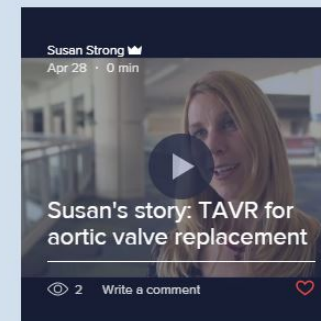 Susan Strong
Apr 28 · 0 min
Susan's story: TAVR for
aortic valve replacement
2 Write a comment